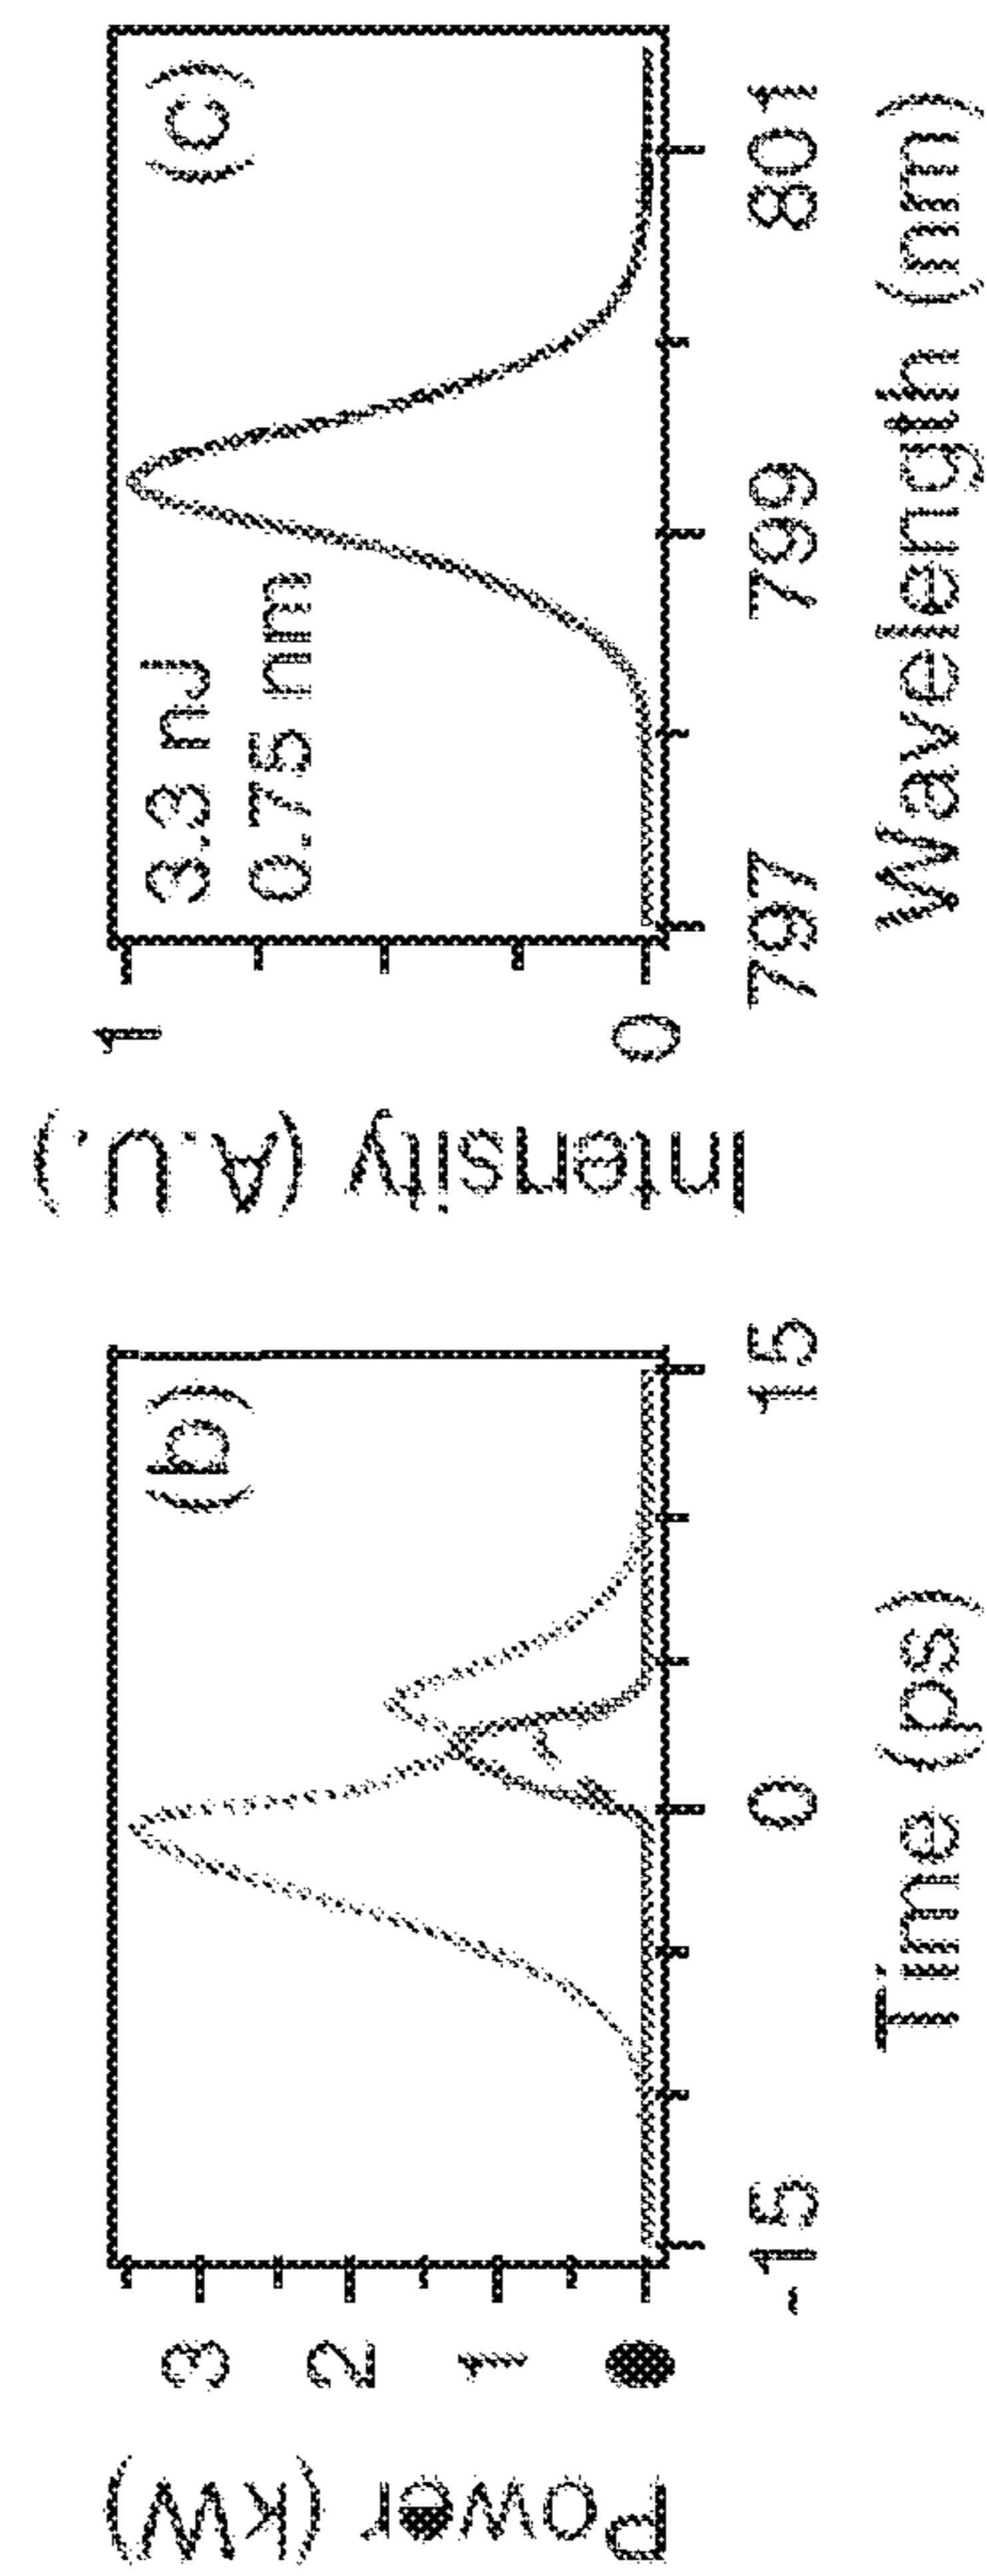 (b)
Power (kW)
3
2
1
0
-15
0
15
Time (ps)
(c)
3.3 nJ
0.75 nm
Intensity (A.U.)
1
0
797
799
801
Wavelength (nm)